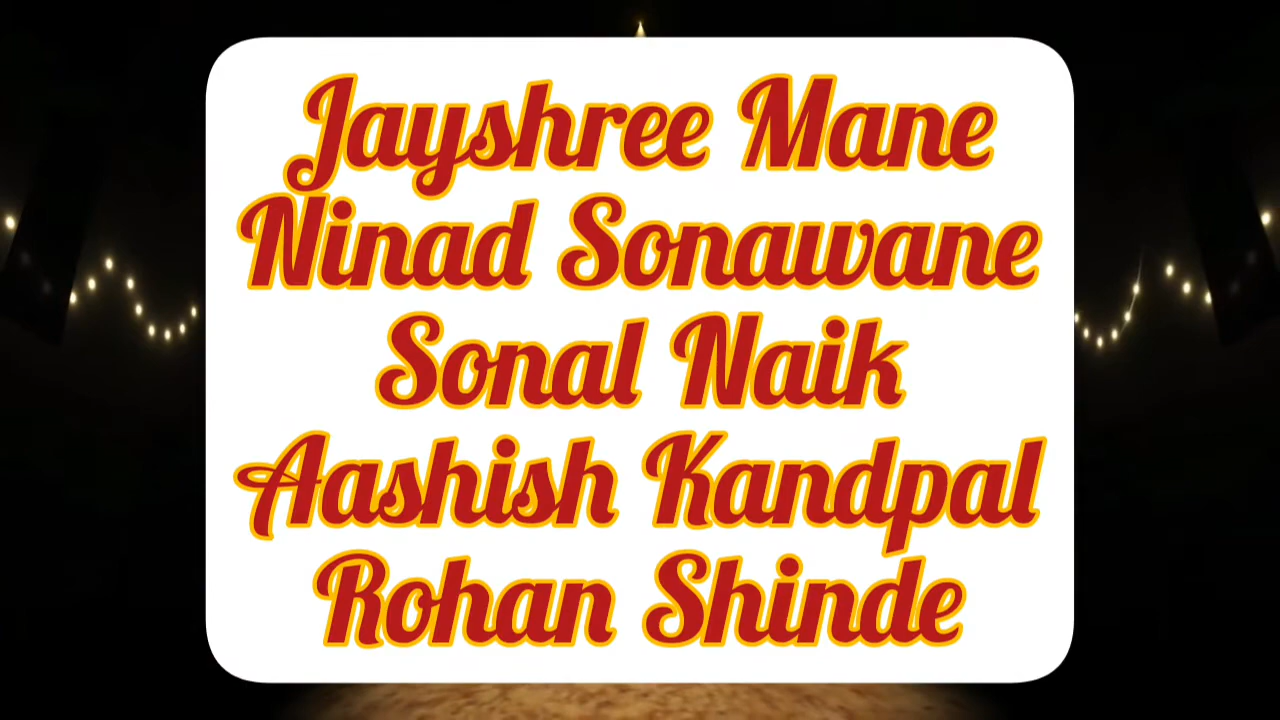 Jayshree Mane
Ninad Sonawane
Sonal Naik
Aashish Kandpal
Rohan Shinde